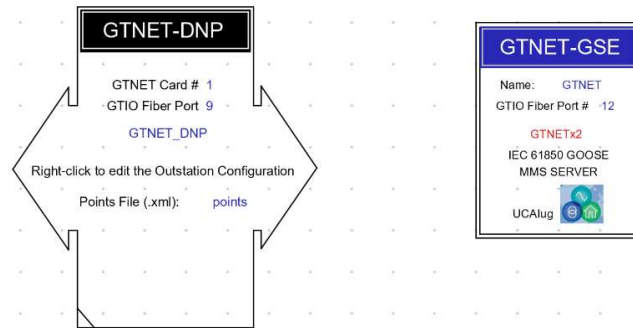 GTNET-DNP
GTNET Card # 1
GTIO Fiber Port 9
GTNET_DNP
Right-click to edit the Outstation Configuration
Points File (.xml): points
GTNET-GSE
Name: GTNET
GTIO Fiber Port # 12
GTNETx2
IEC 61850 GOOSE
MMS SERVER
UCAlug